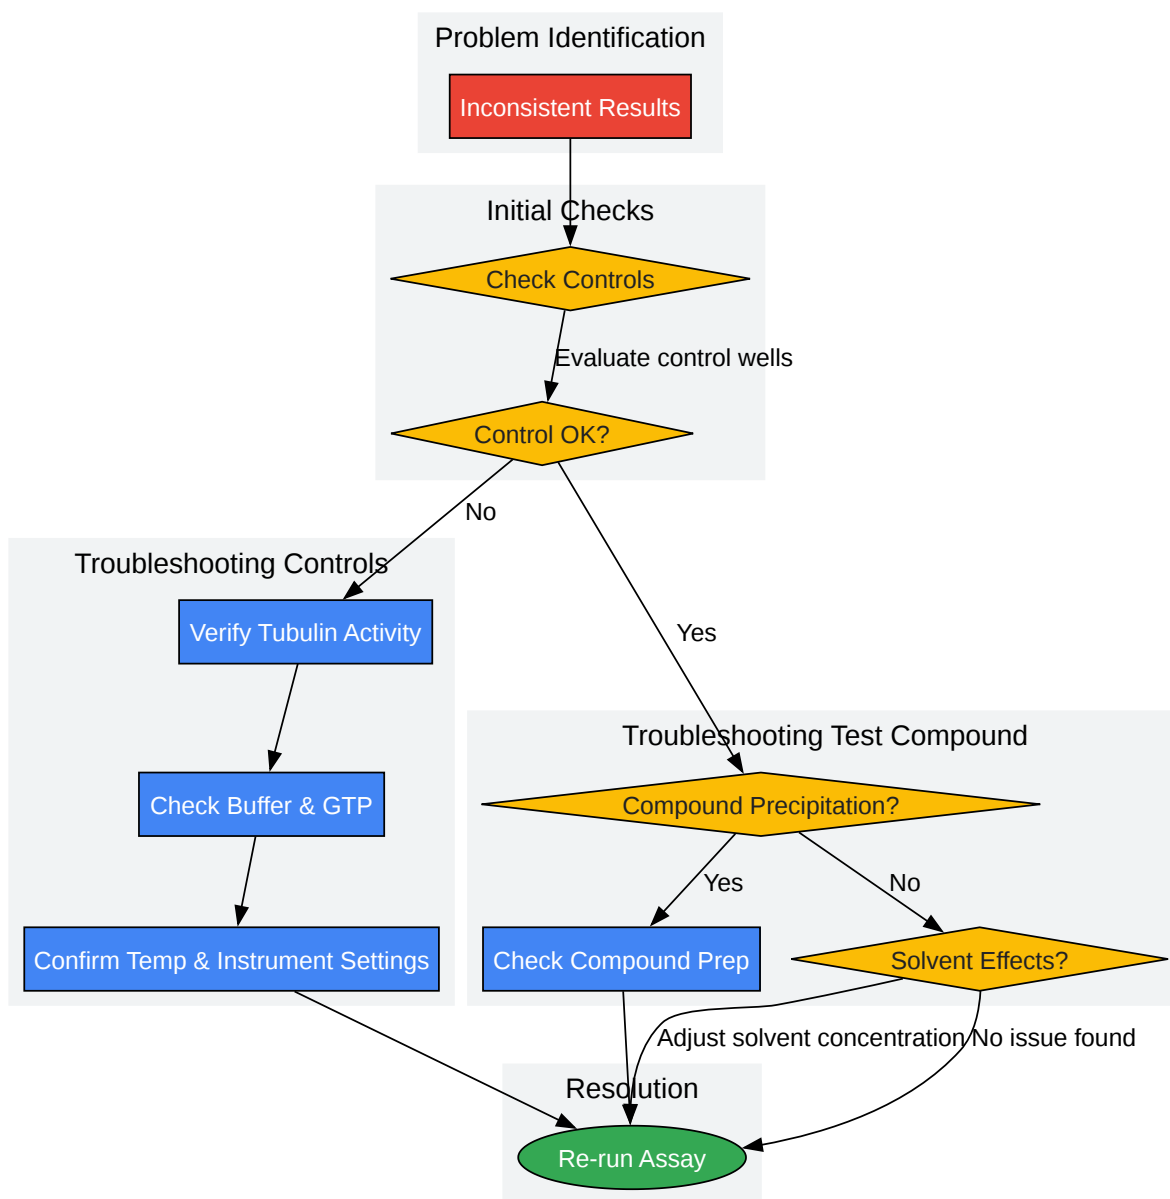 Problem Identification
Inconsistent Results
Initial Checks
Check Controls
Evaluate control wells
Control OK?
No
Yes
Troubleshooting Controls
Verify Tubulin Activity
Check Buffer & GTP
Confirm Temp & Instrument Settings
Troubleshooting Test Compound
Compound Precipitation?
Yes
No
Check Compound Prep
Solvent Effects?
Adjust solvent concentration
No issue found
Resolution
Re-run Assay